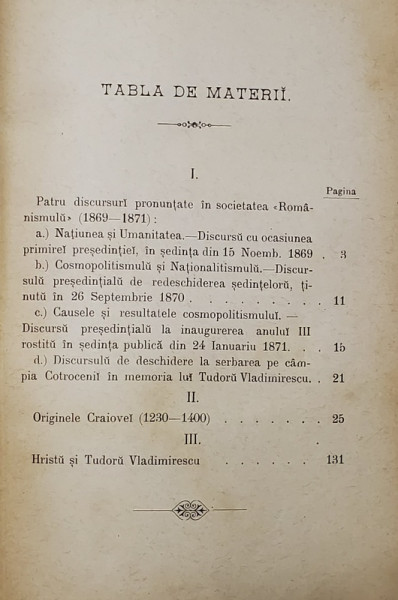 TABLA DE MATERIĬ.
I.
Pagina
Patru discursurĭ pronunțate în societatea «Româ-
nismulŭ» (1869—1871) :
a.) Națiunea și Umanitatea.—Discursŭ cu ocasiunea
primireĭ președințieĭ, în ședința din 15 Noemb. 1869 . 3
b.) Cosmopolitismulŭ și Naționalitismulŭ.—Discur-
sulŭ președințialŭ de redeschiderea ședințelorŭ, ți-
nutŭ în 26 Septembrie 1870 . . . . . . . . 11
c.) Causele și resultatele cosmopolitismuluĭ. —
Discursŭ președințialŭ la inaugurerea anuluĭ III
rostitŭ în ședința publică din 24 Ianuariu 1871. . . 15
d.) Discursulŭ de deschidere la serbarea pe câm-
pia Cotroceniĭ în memoria luĭ Tudorŭ Vladimirescu. . 21
II.
Originele Craioveĭ (1230—1400) . . . . . . . 25
III.
Hristŭ și Tudorŭ Vladimirescu . . . . . . 131